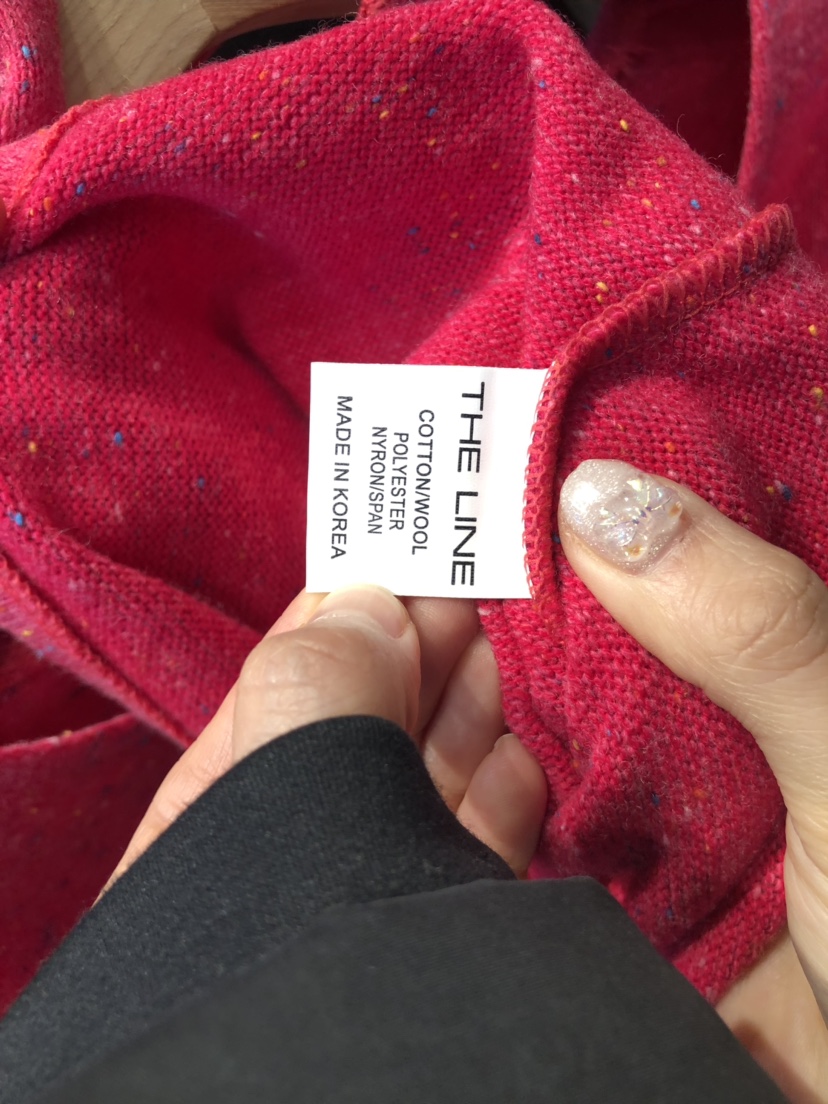 THE LINE
COTTON/WOOL
POLYESTER
NYRON/SPAN
MADE IN KOREA